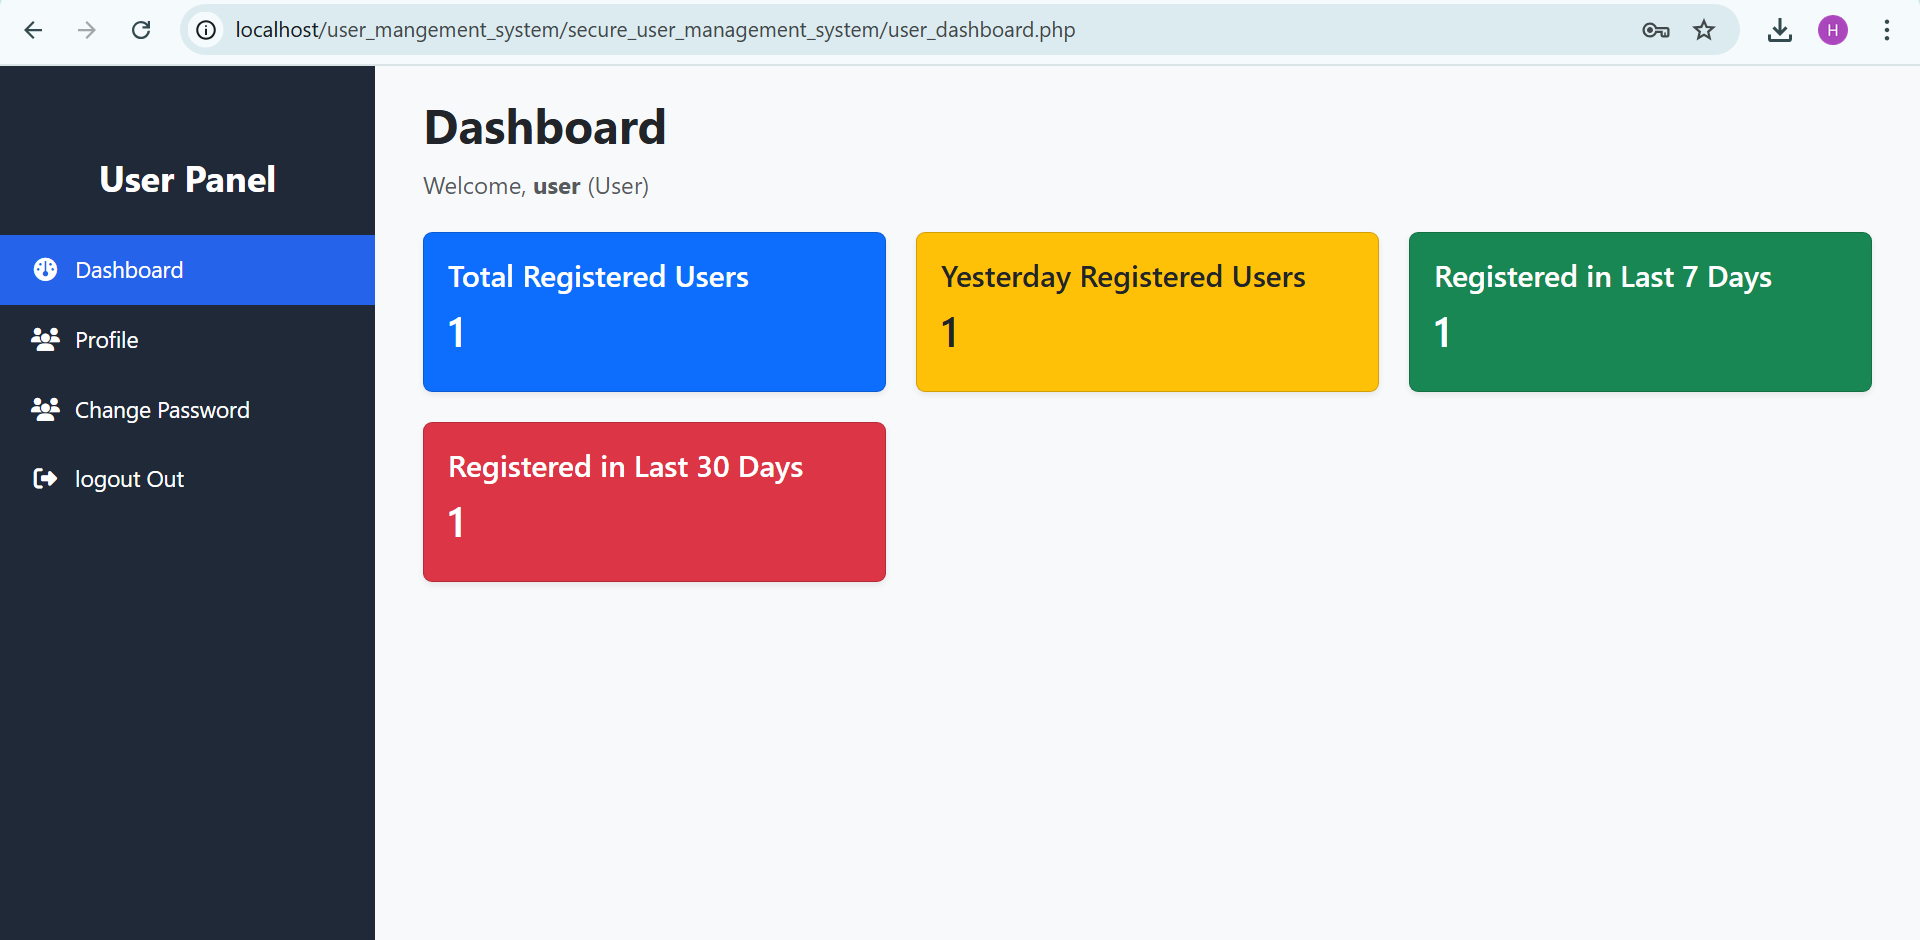 localhost/user_mangement_system/secure_user_management_system/user_dashboard.php
H
User Panel
Dashboard
Profile
Change Password
logout Out
Dashboard
Welcome, user (User)
Total Registered Users
1
Yesterday Registered Users
1
Registered in Last 7 Days
1
Registered in Last 30 Days
1